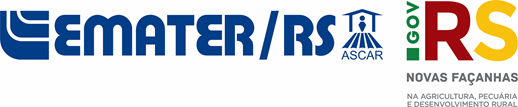 EMATER/RS
ASCAR
GOV
RS
NOVAS FAÇANHAS
NA AGRICULTURA, PECUÁRIA
E DESENVOLVIMENTO RURAL